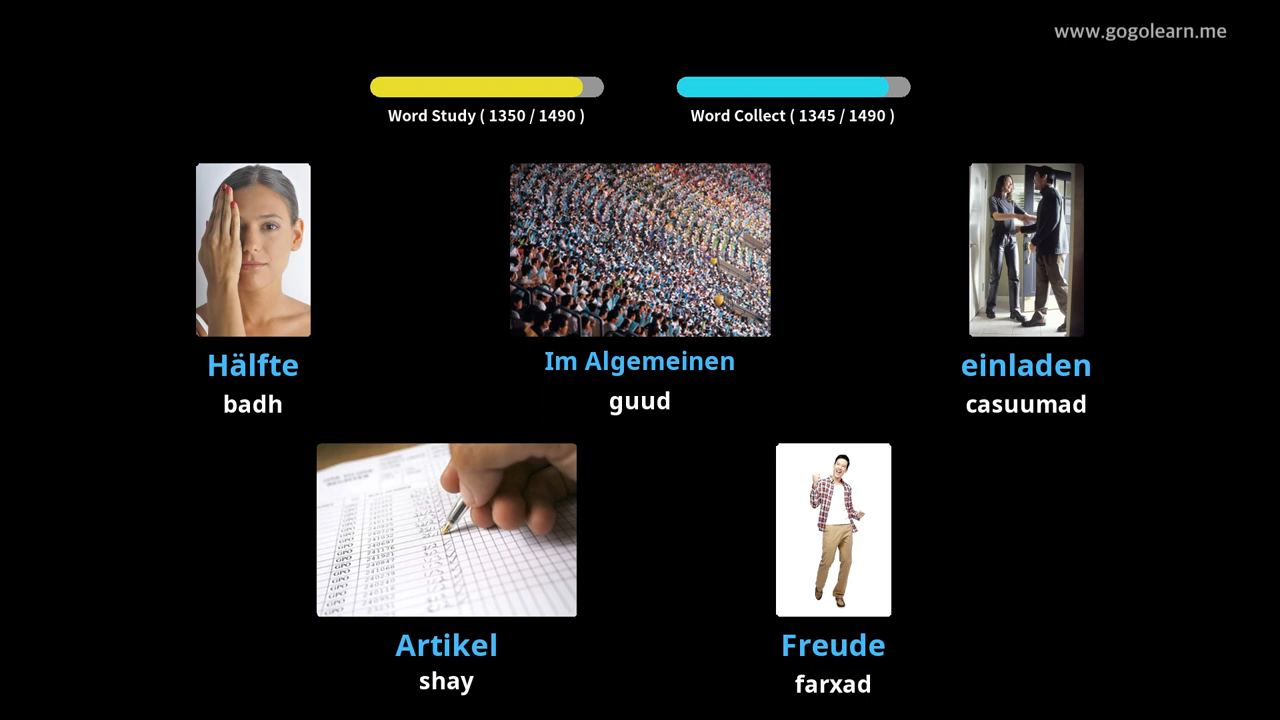 www.gogolearn.me
Word Study ( 1350 / 1490 )
Word Collect ( 1345 / 1490 )
Hälfte
badh
Im Algemeinen
guud
einladen
casuumad
Artikel
shay
Freude
farxad